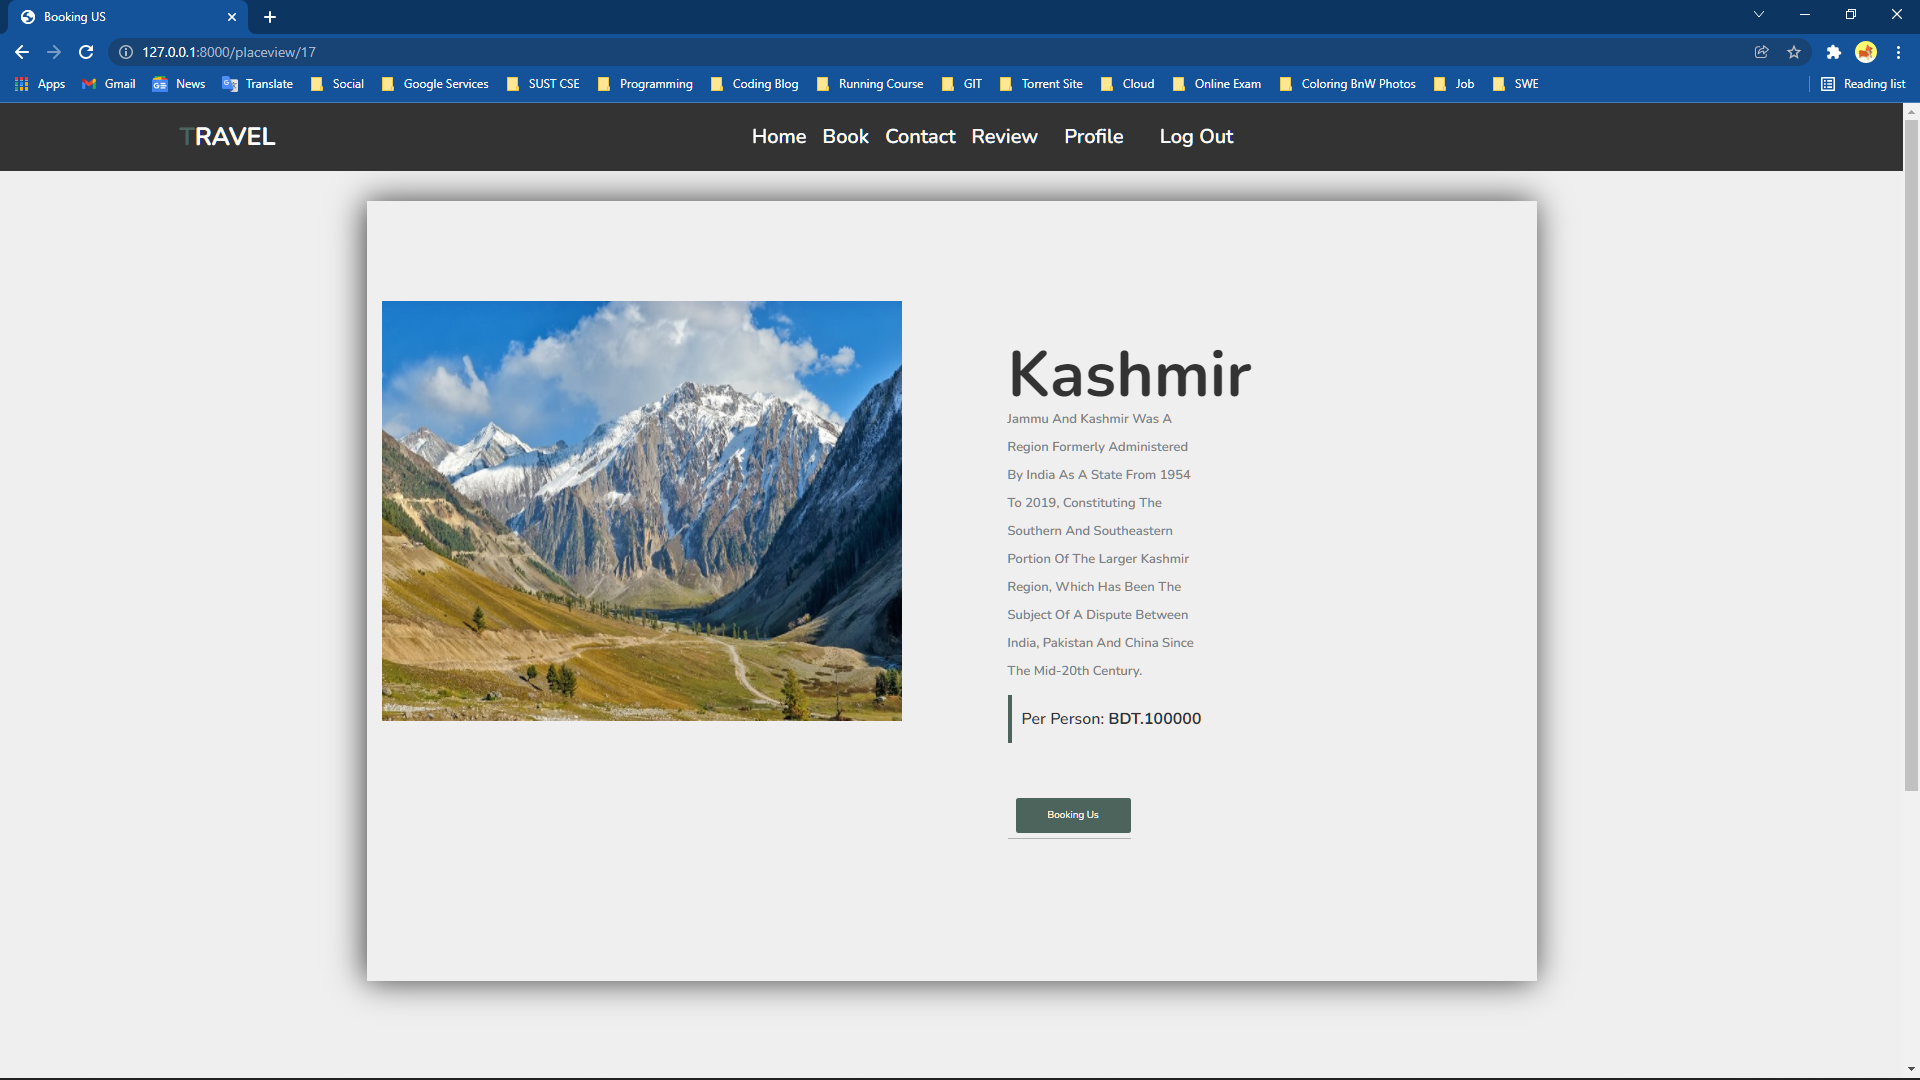 Booking US
127.0.0.1:8000/placeview/17
Apps Gmail News Translate Social Google Services SUST CSE Programming Coding Blog Running Course GIT Torrent Site Cloud Online Exam Coloring BnW Photos Job SWE Reading list
TRAVEL Home Book Contact Review Profile Log Out
Kashmir
Jammu And Kashmir Was A
Region Formerly Administered
By India As A State From 1954
To 2019, Constituting The
Southern And Southeastern
Portion Of The Larger Kashmir
Region, Which Has Been The
Subject Of A Dispute Between
India, Pakistan And China Since
The Mid-20th Century.
Per Person: BDT.100000
Booking Us